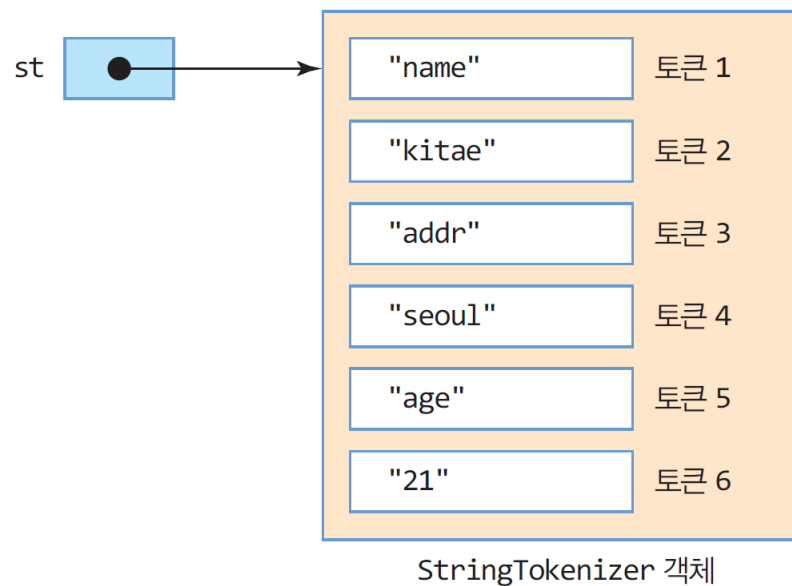 st
"name" 토큰 1
"kitae" 토큰 2
"addr" 토큰 3
"seoul" 토큰 4
"age" 토큰 5
"21" 토큰 6
StringTokenizer 객체